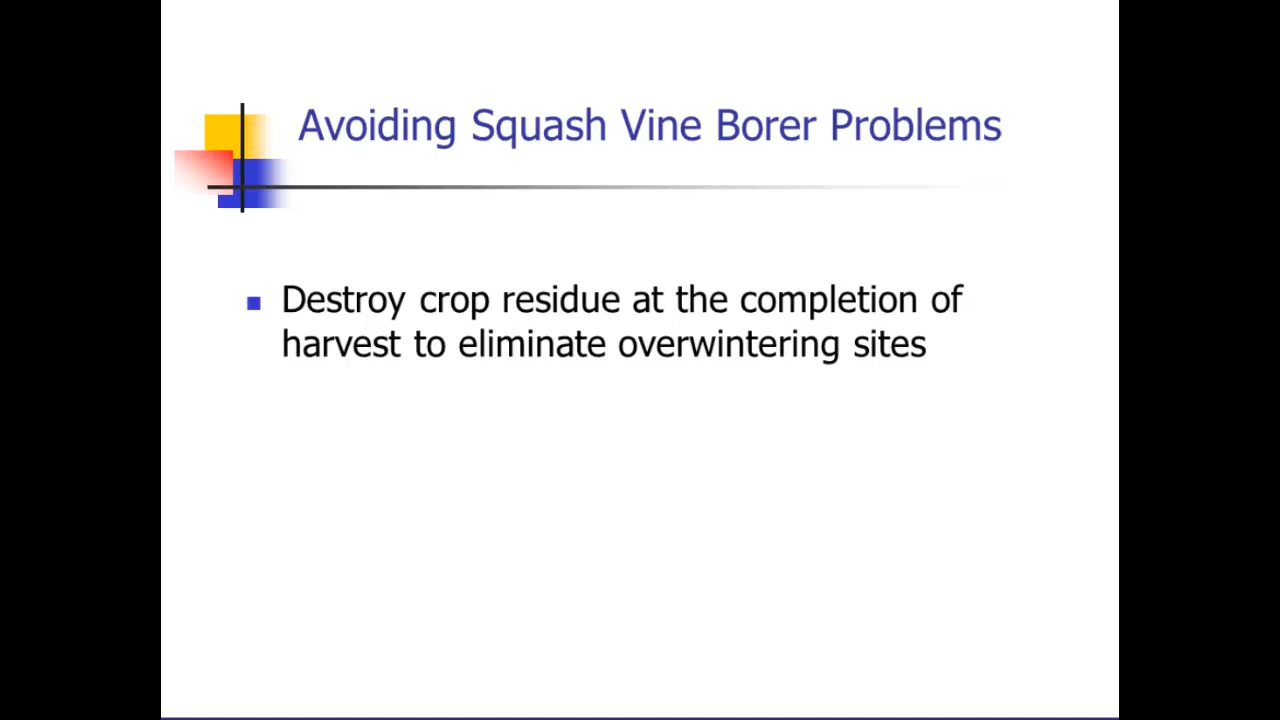 Avoiding Squash Vine Borer Problems
Destroy crop residue at the completion of
harvest to eliminate overwintering sites